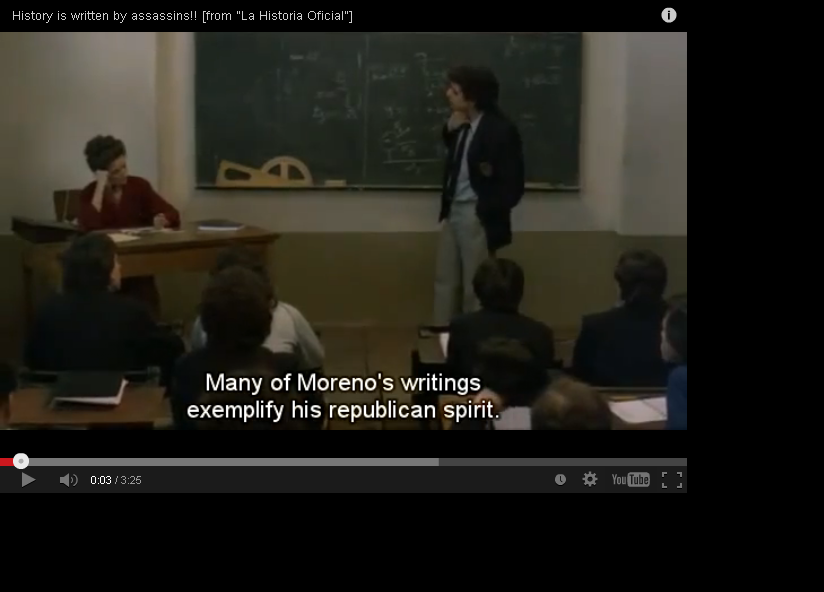 History is written by assassins!! [from "La Historia Oficial"]
Many of Moreno's writings
exemplify his republican spirit.
0:03 / 3:25
YouTube